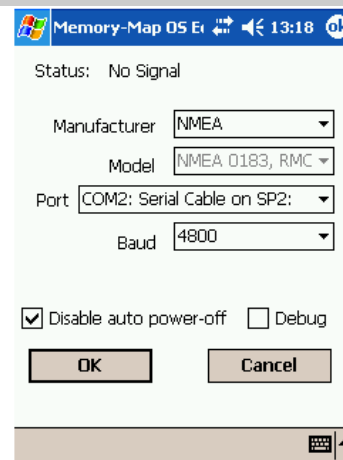 Memory-Map OS E 13:18 ok
Status: No Signal
Manufacturer NMEA
Model NMEA 0183, RMC
Port COM2: Serial Cable on SP2:
Baud 4800
Disable auto power-off Debug
OK Cancel